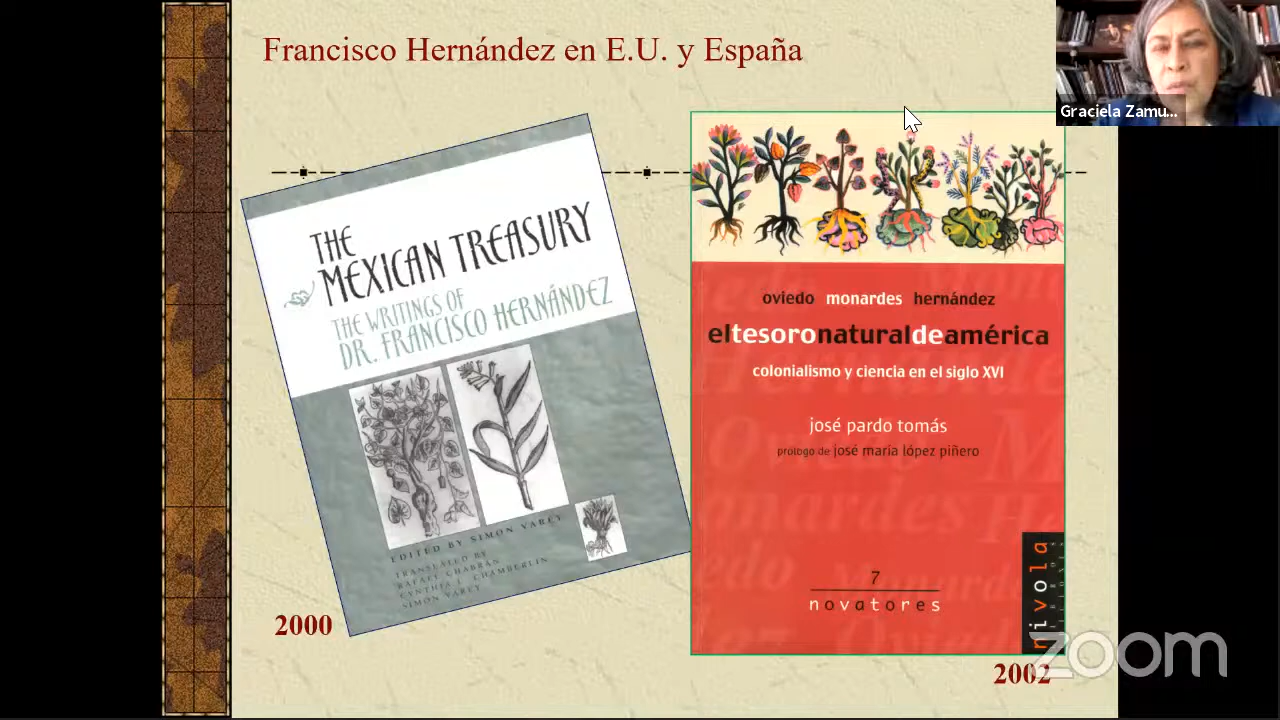 Francisco Hernández en E.U. y España
Graciela Zamu...
THE
MEXICAN TREASURY
THE WRITINGS OF
DR. FRANCISCO HERNÁNDEZ
EDITED BY SIMON VAREY
TRANSLATED BY
RAFAEL CHABRÁN
CYNTHIA L. CHAMBERLIN
SIMON VAREY
2000
oviedo monardes hernández
eltesoronaturaldeamérica
colonialismo y ciencia en el siglo XVI
josé pardo tomás
prólogo de josé maría lópez piñero
7
novatores
nivola
zoom
2002